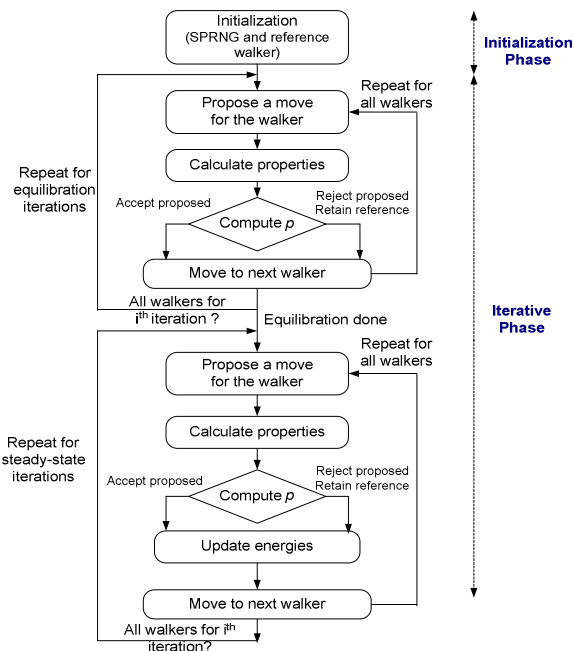 Initialization
(SPRNG and reference
walker)
Initialization
Phase
Repeat for
all walkers
Propose a move
for the walker
Calculate properties
Repeat for
equilibration
iterations
Accept proposed
Reject proposed
Retain reference
Compute p
Move to next walker
All walkers for
ith iteration ?
Equilibration done
Iterative
Phase
Repeat for
all walkers
Propose a move
for the walker
Calculate properties
Repeat for
steady-state
iterations
Accept proposed
Reject proposed
Retain reference
Compute p
Update energies
Move to next walker
All walkers for ith
iteration?